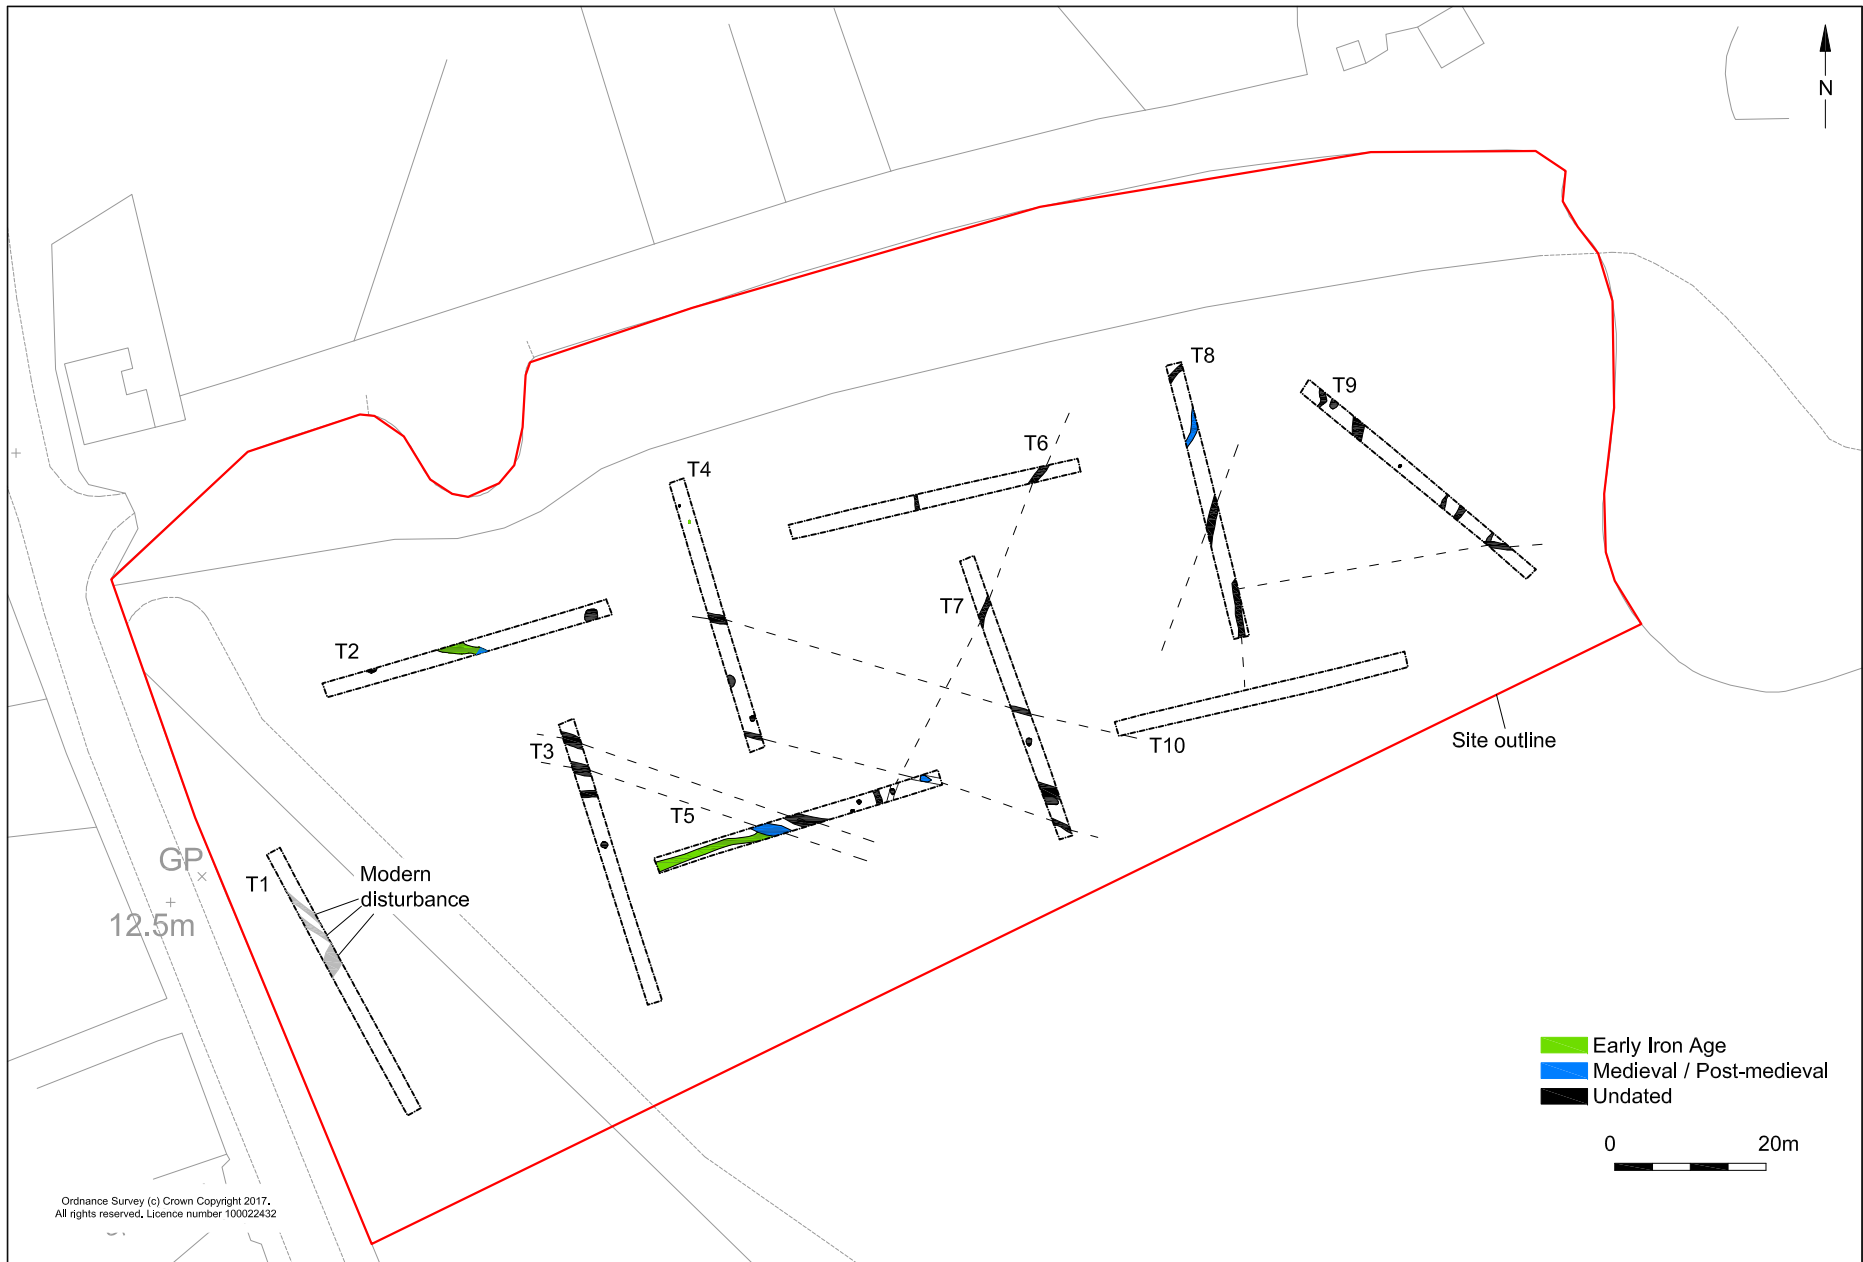 N
T8
T9
T6
T4
T7
T2
T3
T10
Site outline
T5
GP
T1
Modern
disturbance
12.5m
Early Iron Age
Medieval / Post-medieval
Undated
0 20m
Ordnance Survey (c) Crown Copyright 2017.
All rights reserved. Licence number 100022432